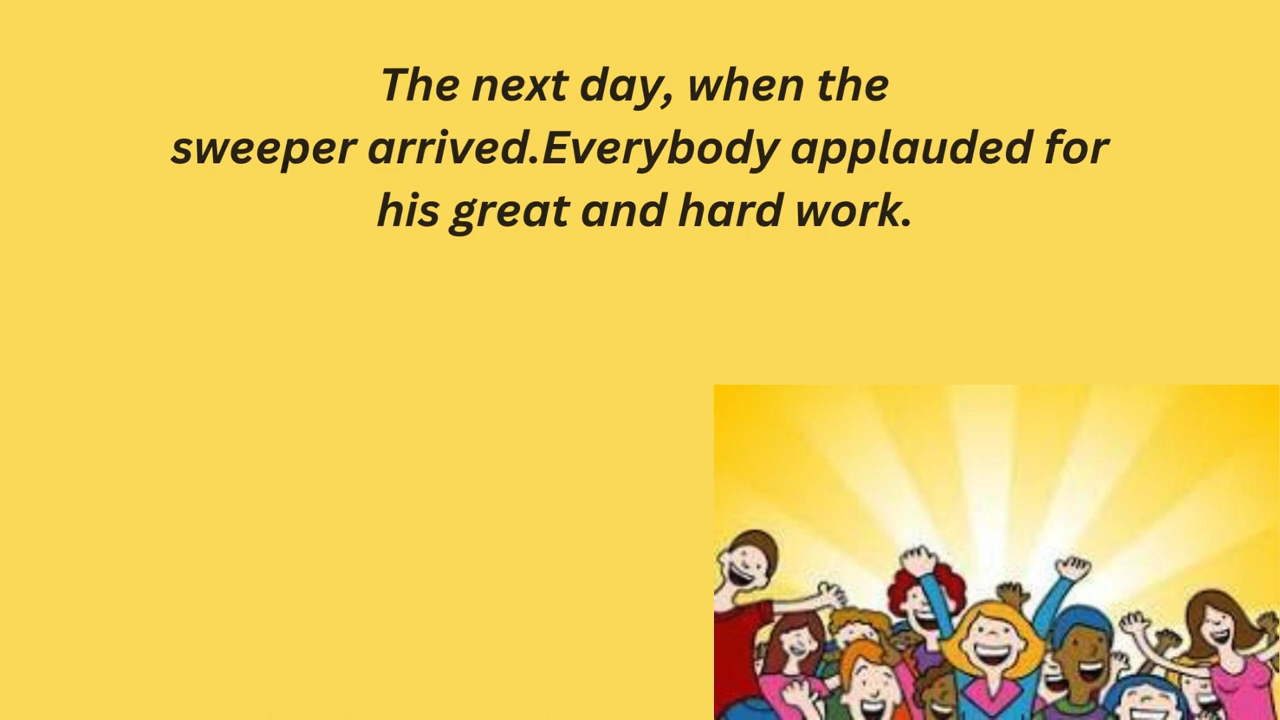 The next day, when the
sweeper arrived.Everybody applauded for
his great and hard work.